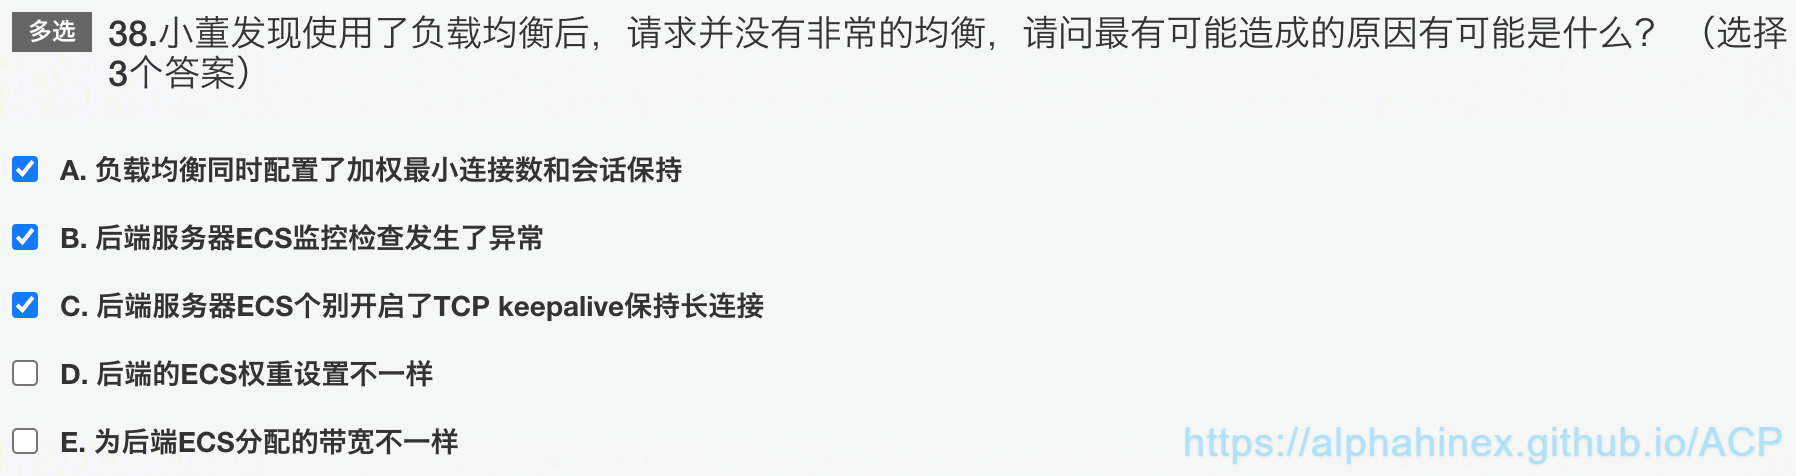 多选
38.小董发现使用了负载均衡后，请求并没有非常的均衡，请问最有可能造成的原因有可能是什么？ （选择
3个答案）
A. 负载均衡同时配置了加权最小连接数和会话保持
B. 后端服务器ECS监控检查发生了异常
C. 后端服务器ECS个别开启了TCP keepalive保持长连接
D. 后端的ECS权重设置不一样
E. 为后端ECS分配的带宽不一样
https://alphahinex.github.io/ACP